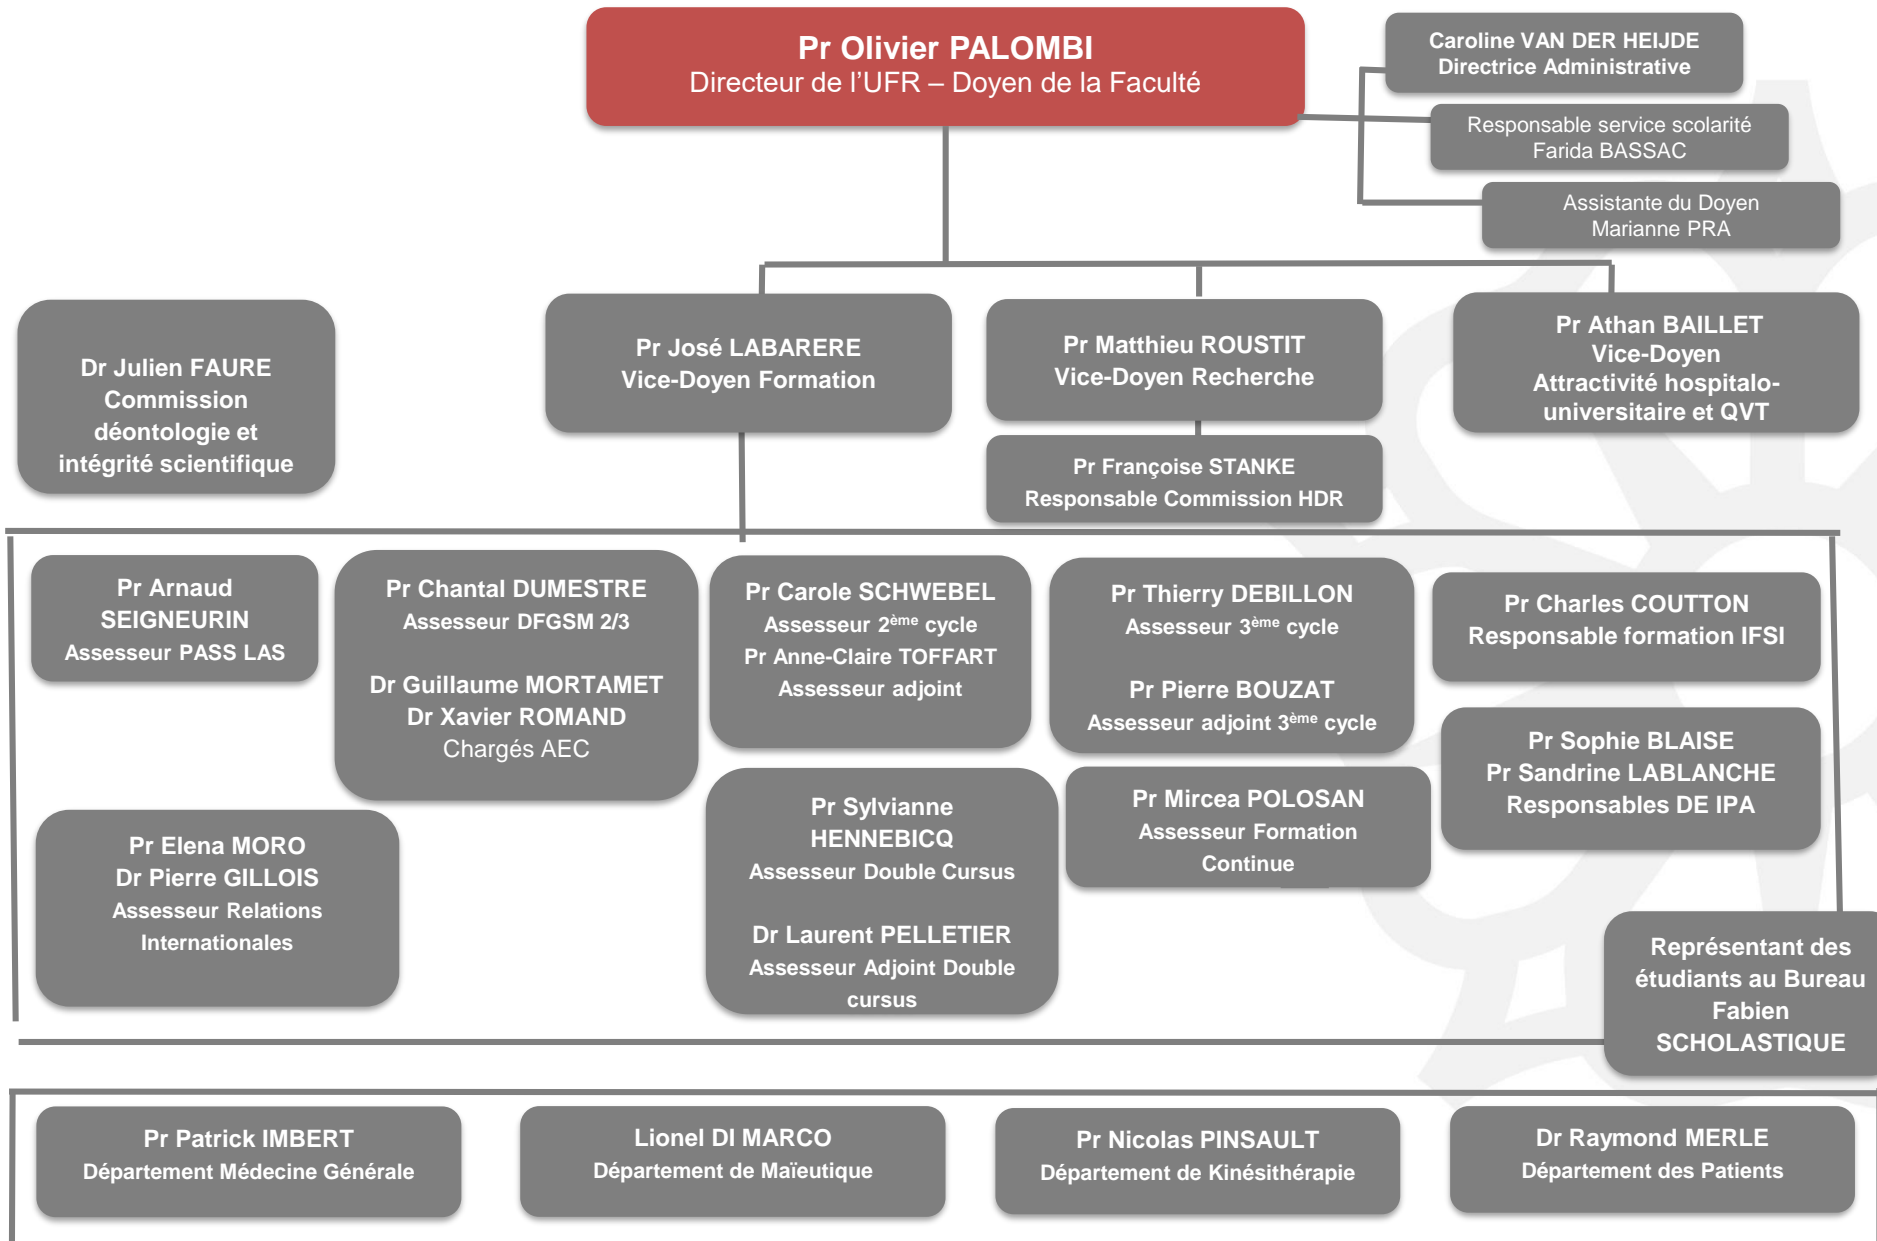 Pr Olivier PALOMBI
Directeur de l’UFR – Doyen de la Faculté
Caroline VAN DER HEIJDE
Directrice Administrative
Responsable service scolarité
Farida BASSAC
Assistante du Doyen
Marianne PRA
Dr Julien FAURE
Commission
déontologie et
intégrité scientifique
Pr José LABARERE
Vice-Doyen Formation
Pr Matthieu ROUSTIT
Vice-Doyen Recherche
Pr Athan BAILLET
Vice-Doyen
Attractivité hospitalo-
universitaire et QVT
Pr Françoise STANKE
Responsable Commission HDR
Pr Arnaud
SEIGNEURIN
Assesseur PASS LAS
Pr Chantal DUMESTRE
Assesseur DFGSM 2/3
Dr Guillaume MORTAMET
Dr Xavier ROMAND
Chargés AEC
Pr Carole SCHWEBEL
Assesseur 2ème cycle
Pr Anne-Claire TOFFART
Assesseur adjoint
Pr Thierry DEBILLON
Assesseur 3ème cycle
Pr Pierre BOUZAT
Assesseur adjoint 3ème cycle
Pr Charles COUTTON
Responsable formation IFSI
Pr Sophie BLAISE
Pr Sandrine LABLANCHE
Responsables DE IPA
Pr Elena MORO
Dr Pierre GILLOIS
Assesseur Relations
Internationales
Pr Sylvianne
HENNEBICQ
Assesseur Double Cursus
Dr Laurent PELLETIER
Assesseur Adjoint Double
cursus
Pr Mircea POLOSAN
Assesseur Formation
Continue
Représentant des
étudiants au Bureau
Fabien
SCHOLASTIQUE
Pr Patrick IMBERT
Département Médecine Générale
Lionel DI MARCO
Département de Maïeutique
Pr Nicolas PINSAULT
Département de Kinésithérapie
Dr Raymond MERLE
Département des Patients